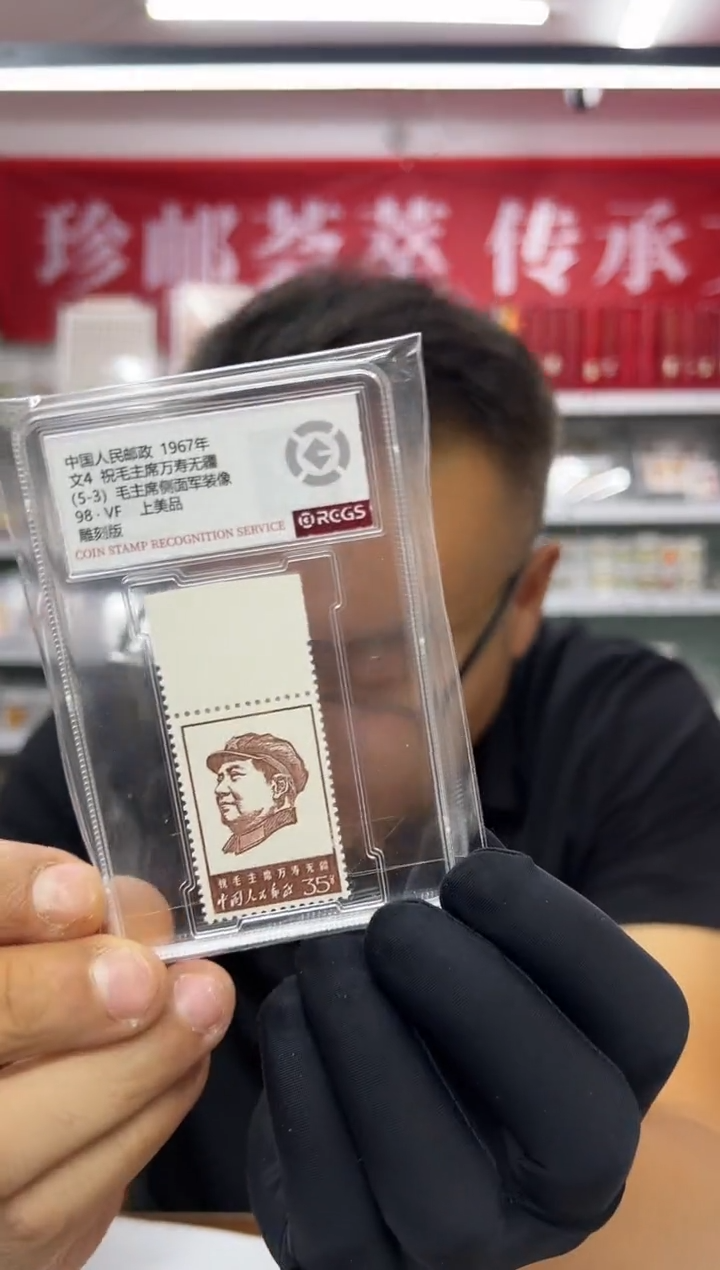 珍邮荟萃 传承
中国人民邮政 1967年
文4 祝毛主席万寿无疆
(5-3) 毛主席侧面军装像
98·VF 上美品
雕刻版
COIN STAMP RECOGNITION SERVICE
RCGS
祝毛主席万寿无疆
中国人民邮政 35分